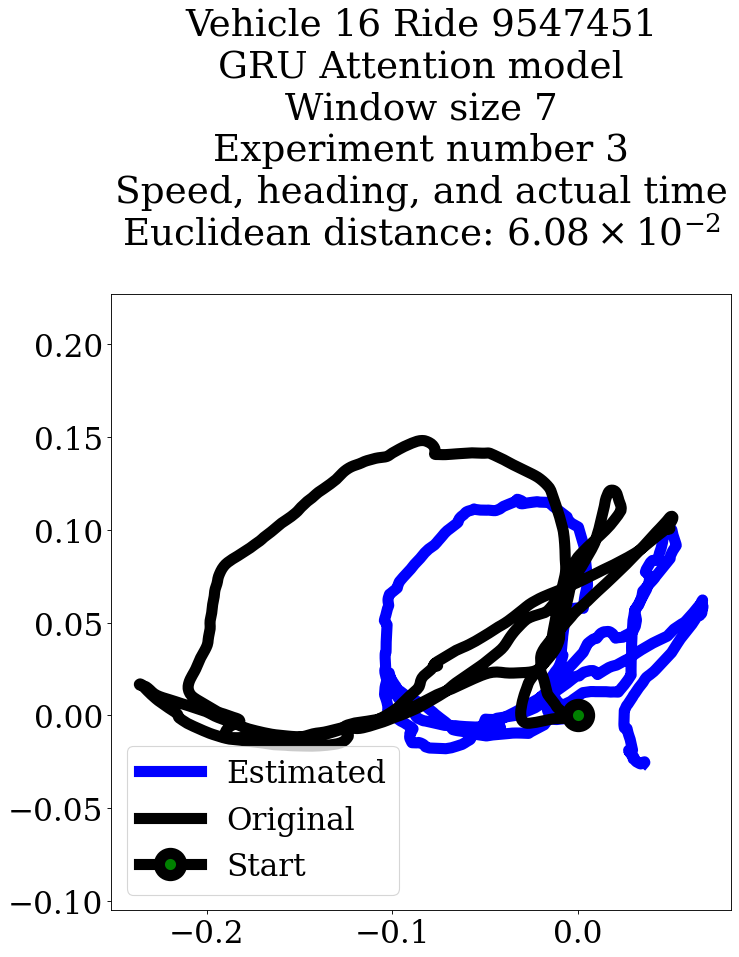 Vehicle 16 Ride 9547451
GRU Attention model
Window size 7
Experiment number 3
Speed, heading, and actual time
Euclidean distance: 6.08 × 10⁻²
0.20
0.15
0.10
0.05
0.00
−0.05
−0.10
Estimated
Original
Start
−0.2 −0.1 0.0